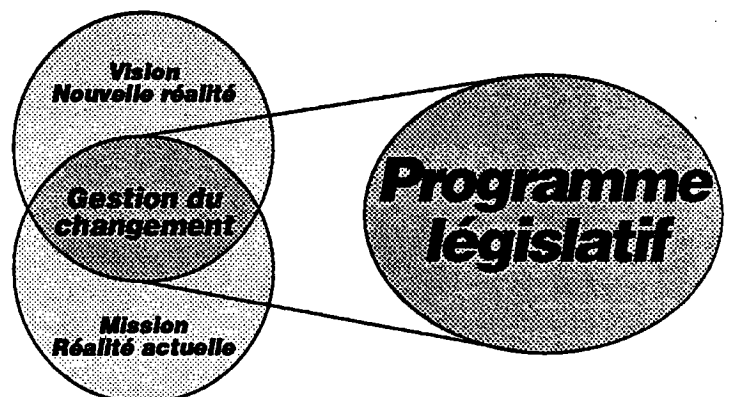 Vision
Nouvelle réalité
Gestion du
changement
Mission
Réalité actuelle
Programme
législatif